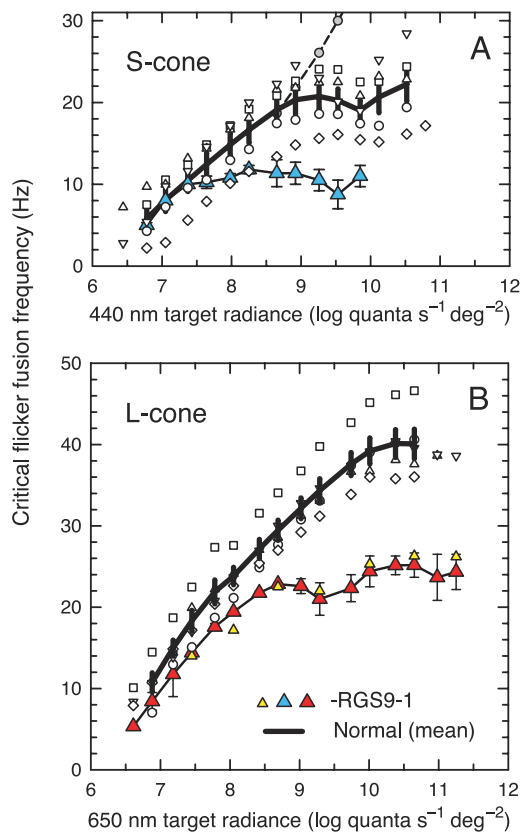 A
S-cone
30
20
10
0
6 7 8 9 10 11 12
440 nm target radiance (log quanta s⁻¹ deg⁻²)
Critical flicker fusion frequency (Hz)
50
B
L-cone
40
30
20
10
0
-RGS9-1
Normal (mean)
6 7 8 9 10 11 12
650 nm target radiance (log quanta s⁻¹ deg⁻²)